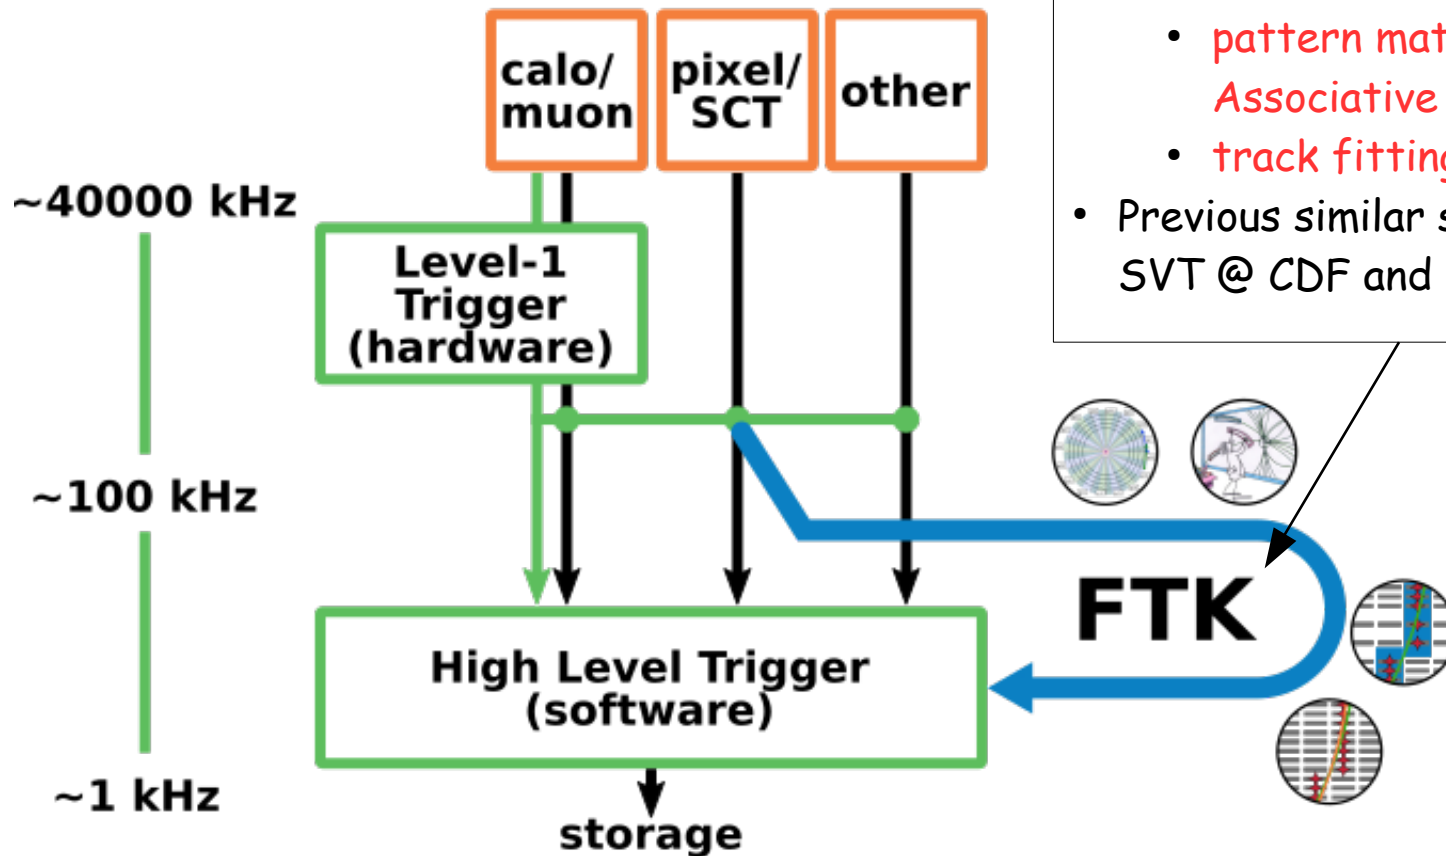 calo/
muon
pixel/
SCT
other
• pattern mat
Associative
• track fitting
• Previous similar s
SVT @ CDF and
~40000 kHz
Level-1
Trigger
(hardware)
~100 kHz
FTK
High Level Trigger
(software)
~1 kHz
storage